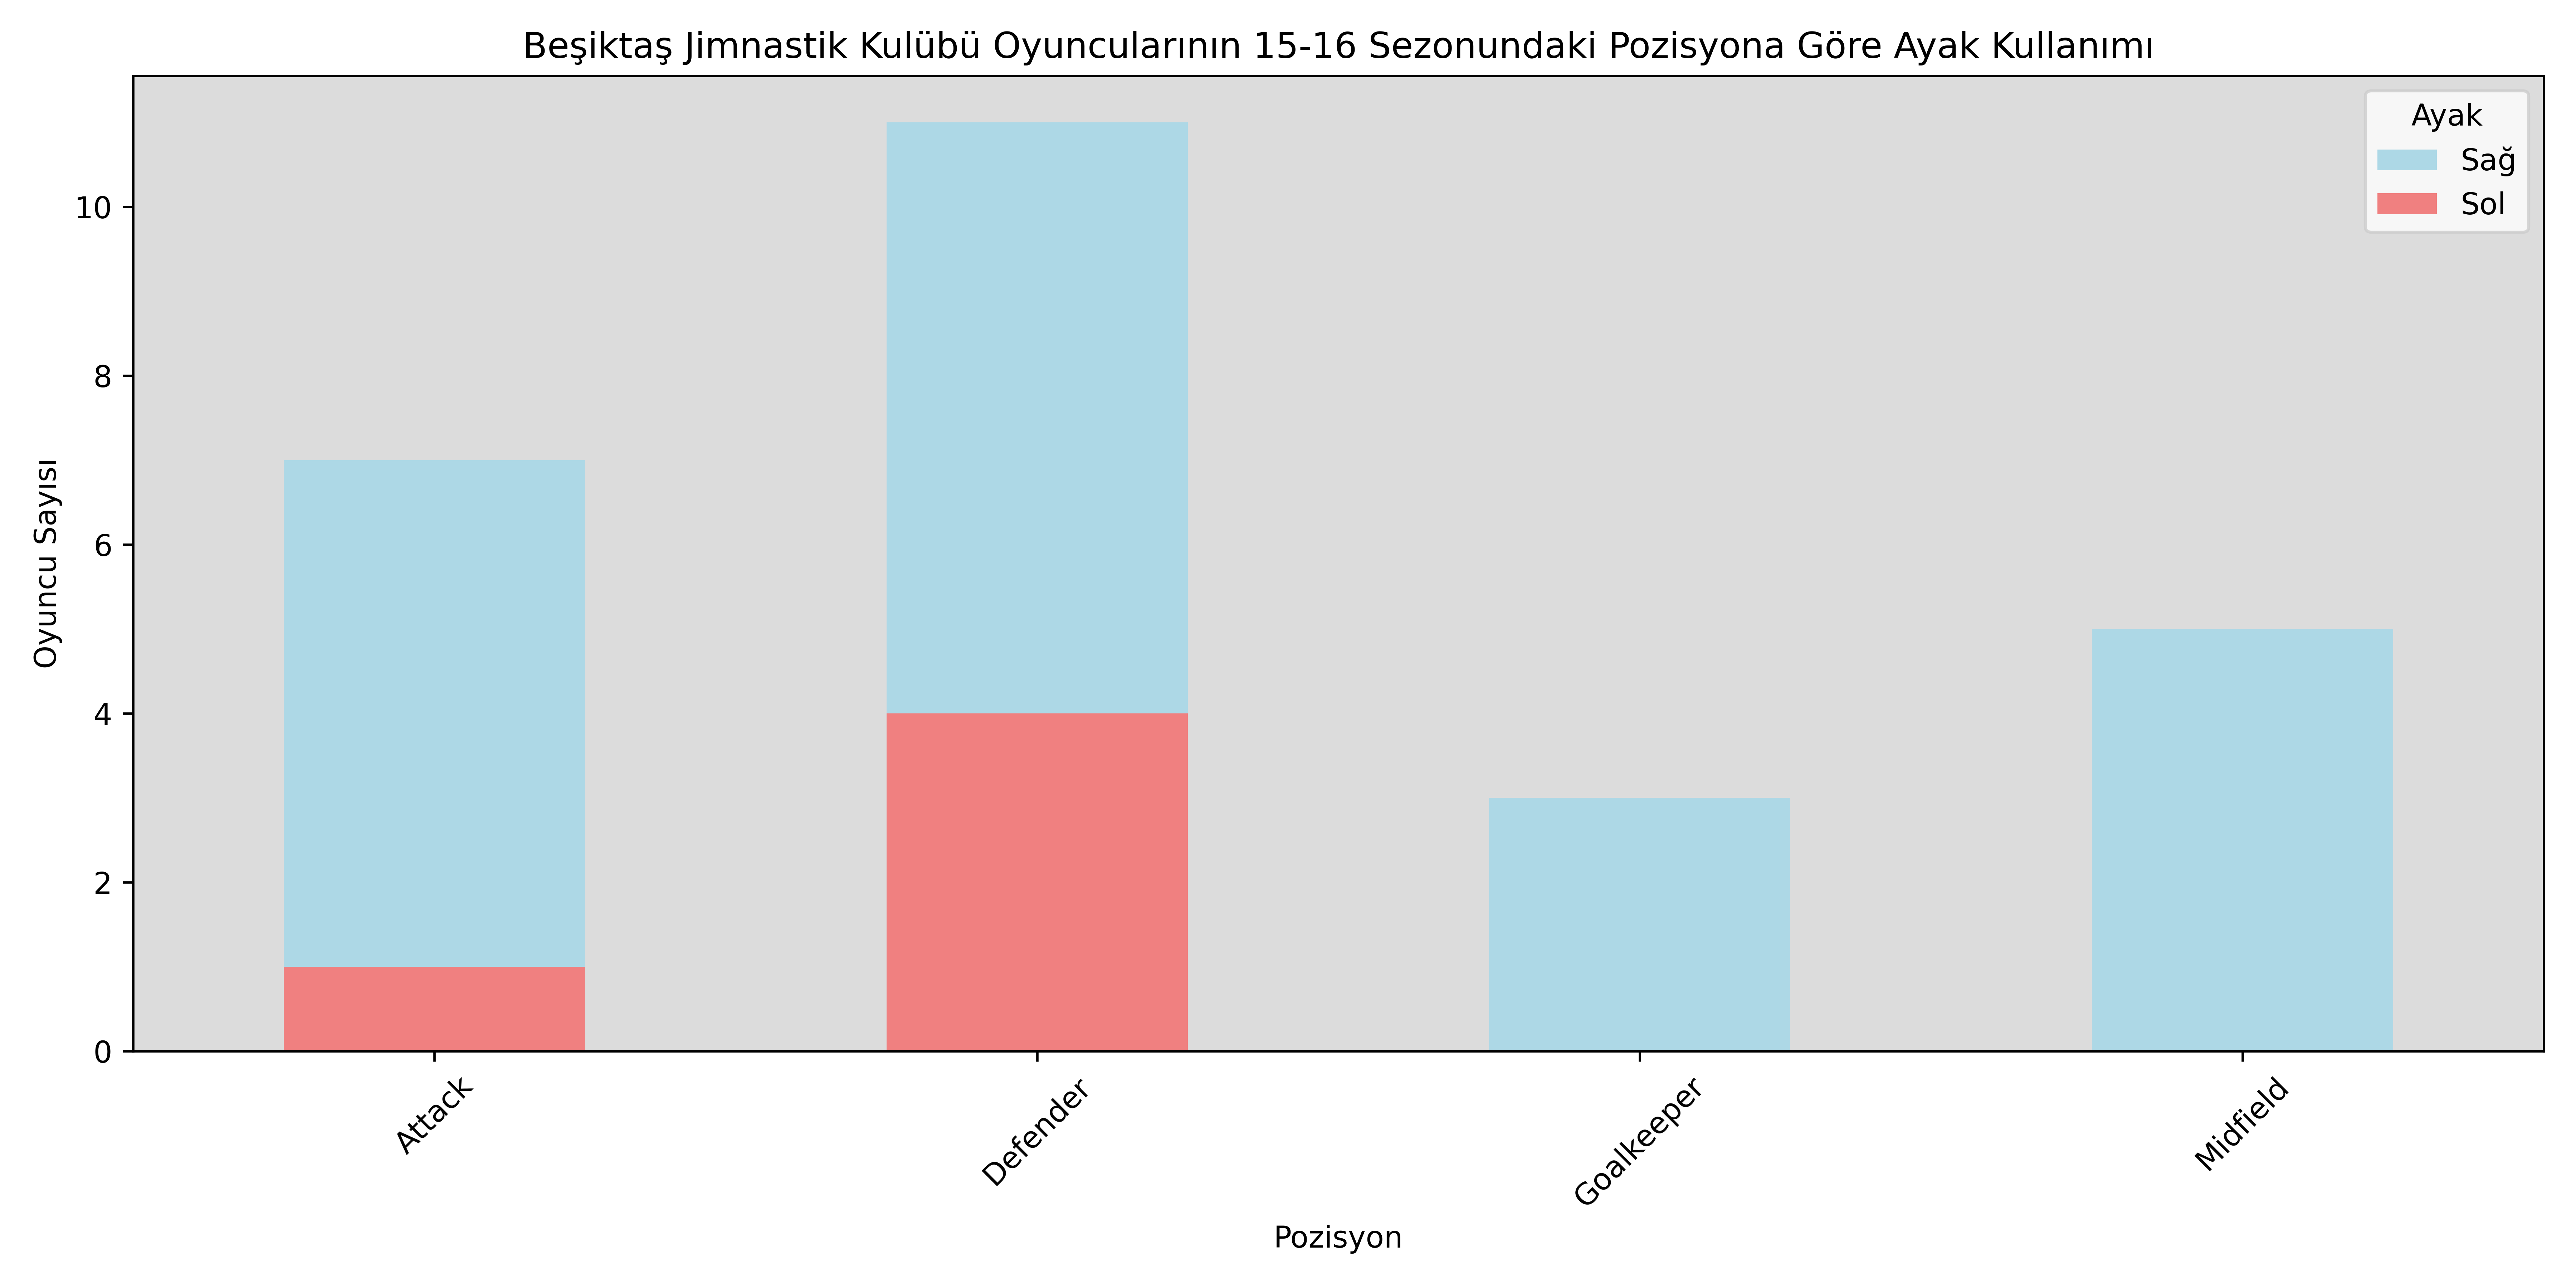 Beşiktaş Jimnastik Kulübü Oyuncularının 15-16 Sezonundaki Pozisyona Göre Ayak Kullanımı
Ayak
Sağ
Sol
Oyuncu Sayısı
10
8
6
4
2
0
Attack
Defender
Goalkeeper
Midfield
Pozisyon